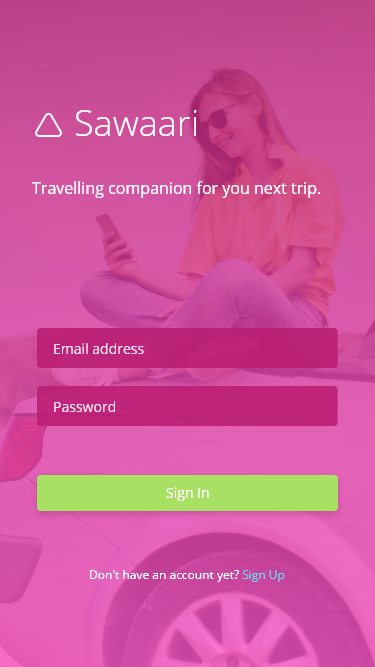 Sawaari
Travelling companion for you next trip.
Email address
Password
Sign In
Don't have an account yet? Sign Up